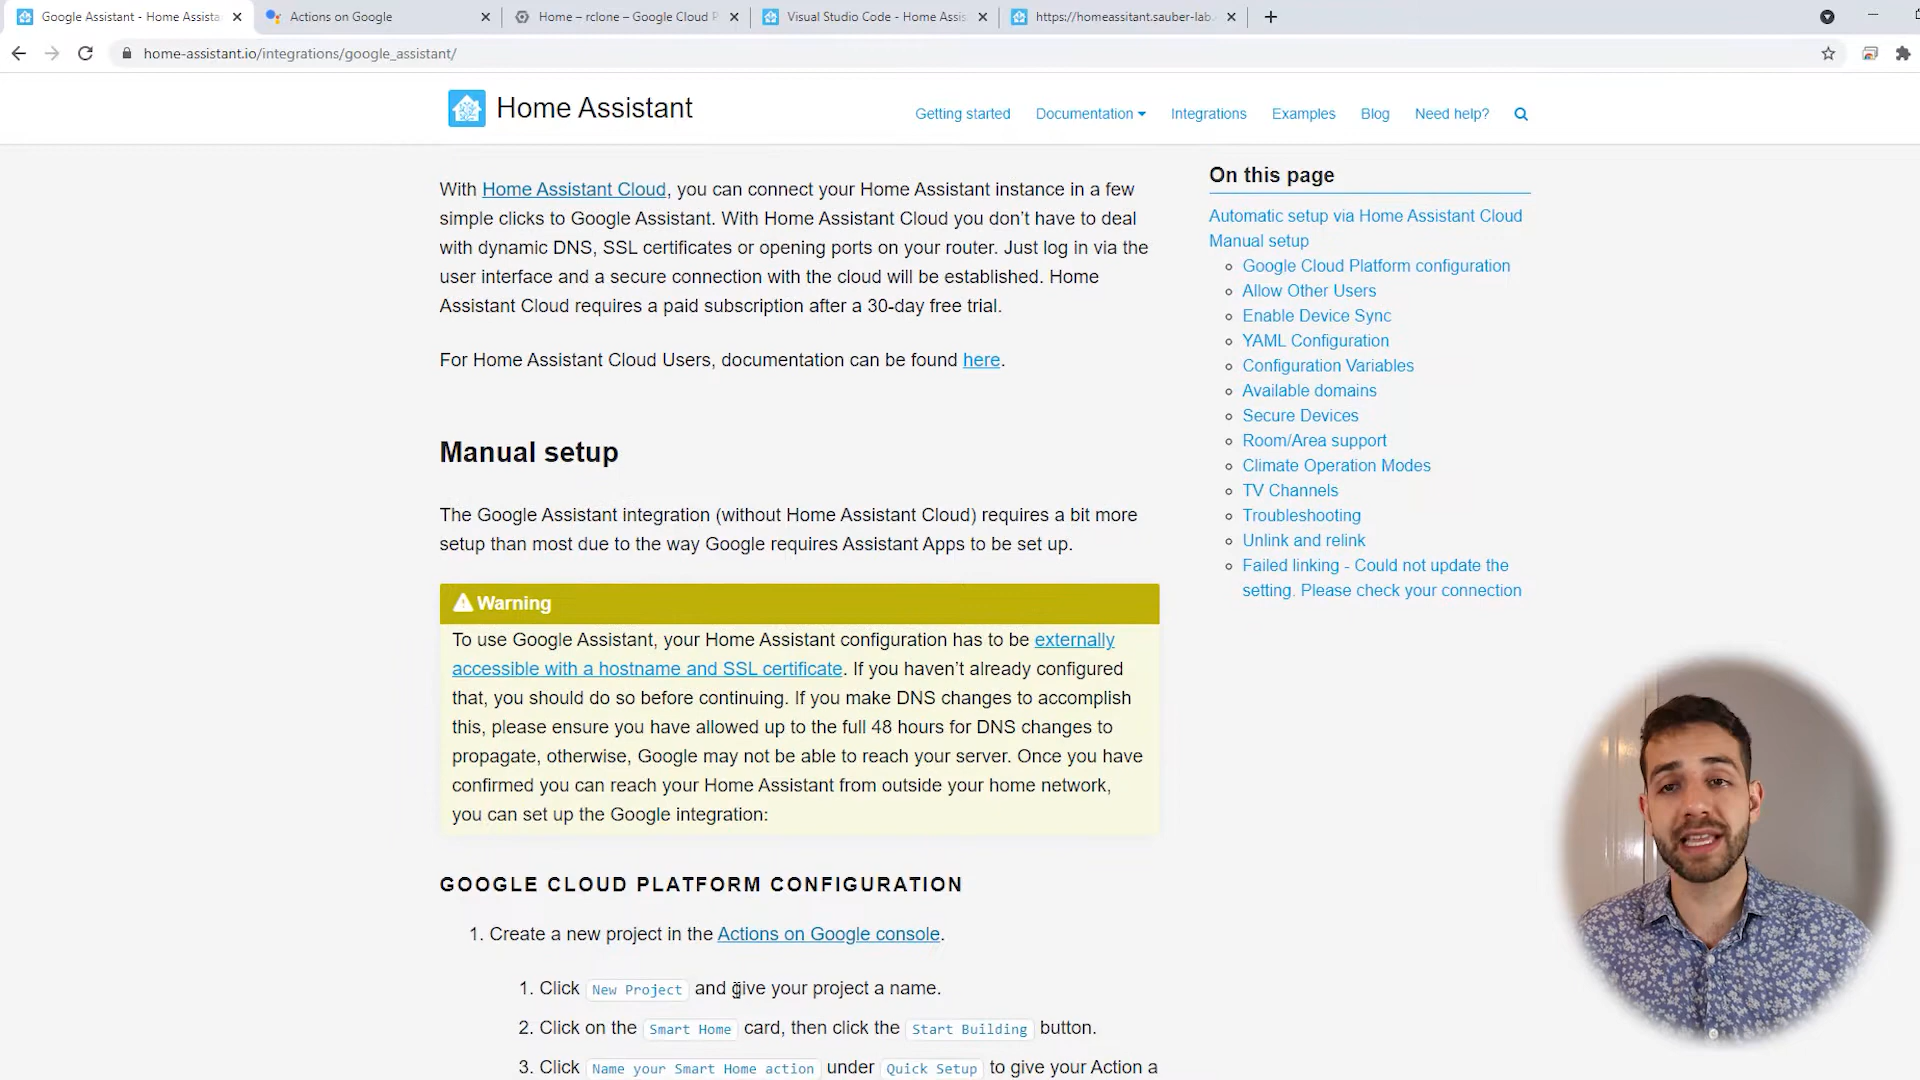 Google Assistant - Home Assista
Actions on Google
Home – rclone – Google Cloud P
Visual Studio Code - Home Assis
https://homeassitant.sauber-lab.
home-assistant.io/integrations/google_assistant/
Home Assistant
Getting started
Documentation
Integrations
Examples
Blog
Need help?
With Home Assistant Cloud, you can connect your Home Assistant instance in a few
simple clicks to Google Assistant. With Home Assistant Cloud you don’t have to deal
with dynamic DNS, SSL certificates or opening ports on your router. Just log in via the
user interface and a secure connection with the cloud will be established. Home
Assistant Cloud requires a paid subscription after a 30-day free trial.
For Home Assistant Cloud Users, documentation can be found here.
Manual setup
The Google Assistant integration (without Home Assistant Cloud) requires a bit more
setup than most due to the way Google requires Assistant Apps to be set up.
Warning
To use Google Assistant, your Home Assistant configuration has to be externally
accessible with a hostname and SSL certificate. If you haven’t already configured
that, you should do so before continuing. If you make DNS changes to accomplish
this, please ensure you have allowed up to the full 48 hours for DNS changes to
propagate, otherwise, Google may not be able to reach your server. Once you have
confirmed you can reach your Home Assistant from outside your home network,
you can set up the Google integration:
GOOGLE CLOUD PLATFORM CONFIGURATION
1. Create a new project in the Actions on Google console.
1. Click New Project and give your project a name.
2. Click on the Smart Home card, then click the Start Building button.
3. Click Name your Smart Home action under Quick Setup to give your Action a
On this page
Automatic setup via Home Assistant Cloud
Manual setup
Google Cloud Platform configuration
Allow Other Users
Enable Device Sync
YAML Configuration
Configuration Variables
Available domains
Secure Devices
Room/Area support
Climate Operation Modes
TV Channels
Troubleshooting
Unlink and relink
Failed linking - Could not update the
setting. Please check your connection